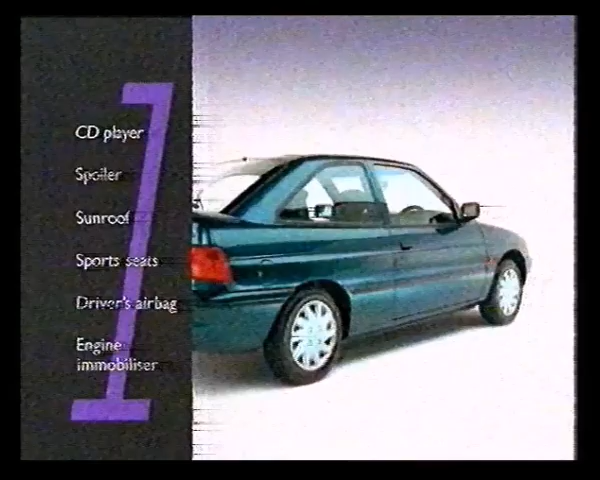 1
CD player
Spoiler
Sunroof
Sports seats
Driver's airbag
Engine
immobiliser